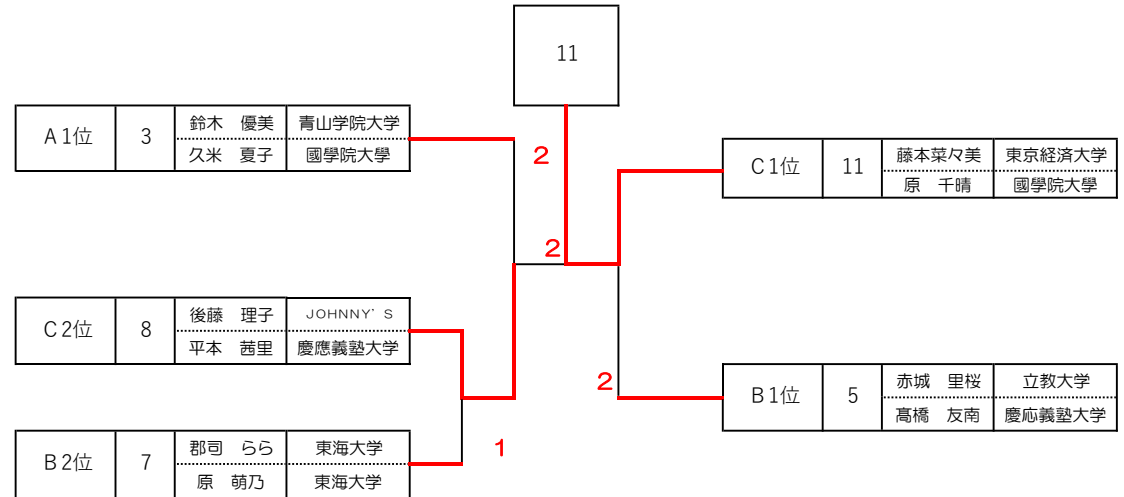 11
A1位 3 鈴木 優美 青山学院大学
久米 夏子 國學院大學
2
C1位 11 藤本菜々美 東京経済大学
原 千晴 國學院大學
2
C2位 8 後藤 理子 JOHNNY'S
平本 茜里 慶應義塾大学
2
B1位 5 赤城 里桜 立教大学
髙橋 友南 慶応義塾大学
1
B2位 7 郡司 らら 東海大学
原 萌乃 東海大学